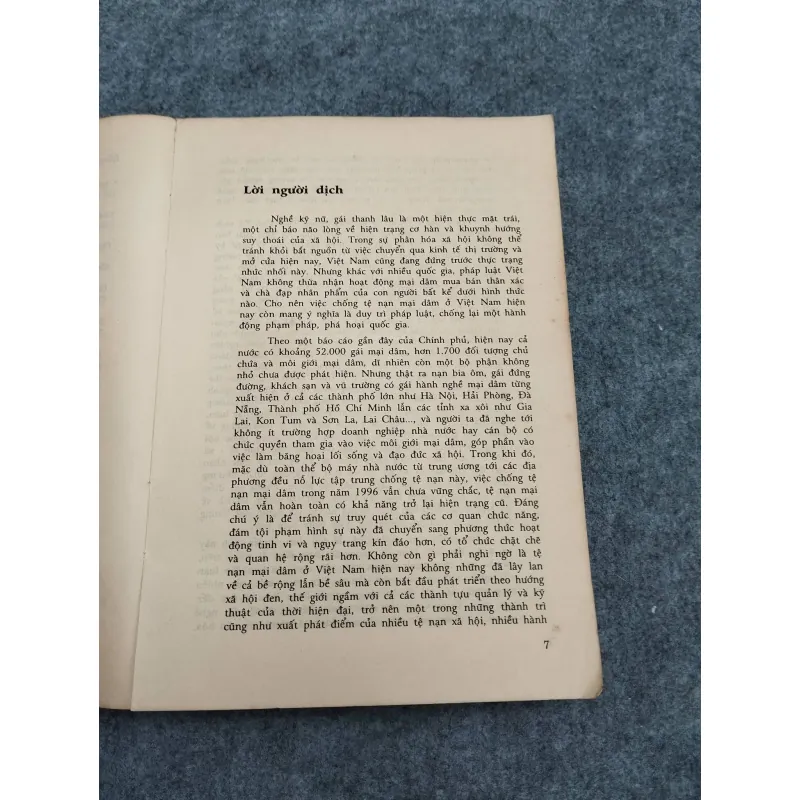 Lời người dịch
Nghề kỹ nữ, gái thanh lâu là một hiện thực mặt trái,
một chỉ báo não lòng về hiện trạng cơ hàn và khuynh hướng
suy thoái của xã hội. Trong sự phân hóa xã hội không thể
tránh khỏi bắt nguồn từ việc chuyển qua kinh tế thị trường và
mở cửa hiện nay, Việt Nam cũng đang đứng trước thực trạng
nhức nhối này. Nhưng khác với nhiều quốc gia, pháp luật Việt
Nam không thừa nhận hoạt động mại dâm mua bán thân xác
và chà đạp nhân phẩm của con người bất kể dưới hình thức
nào. Cho nên việc chống tệ nạn mại dâm ở Việt Nam hiện
nay còn mang ý nghĩa là duy trì pháp luật, chống lại một hành
động phạm pháp, phá hoại quốc gia.
Theo một báo cáo gần đây của Chính phủ, hiện nay cả
nước có khoảng 52.000 gái mại dâm, hơn 1.700 đối tượng chủ
chứa và môi giới mại dâm, dĩ nhiên còn một bộ phận không
nhỏ chưa được phát hiện. Nhưng thật ra nạn bia ôm, gái đứng
đường, khách sạn và vũ trường có gái hành nghề mại dâm từng
xuất hiện ở cả các thành phố lớn như Hà Nội, Hải Phòng, Đà
Nẵng, Thành phố Hồ Chí Minh lẫn các tỉnh xa xôi như Gia
Lai, Kon Tum và Sơn La, Lai Châu..., và người ta đã nghe tới
không ít trường hợp doanh nghiệp nhà nước hay cán bộ có
chức quyền tham gia vào việc môi giới mại dâm, góp phần vào
việc làm băng hoại lối sống và đạo đức xã hội. Trong khi đó,
mặc dù toàn thể bộ máy nhà nước từ trung ương tới các địa
phương đều nỗ lực tập trung chống tệ nạn này, việc chống tệ
nạn mại dâm trong năm 1996 vẫn chưa vững chắc, tệ nạn mại
dâm vẫn hoàn toàn có khả năng trở lại hiện trạng cũ. Đáng
chú ý là để tránh sự truy quét của các cơ quan chức năng,
đám tội phạm hình sự này đã chuyển sang phương thức hoạt
động tinh vi và ngụy trang kín đáo hơn, có tổ chức chặt chẽ
và quan hệ rộng rãi hơn. Không còn gì phải nghi ngờ là tệ
nạn mại dâm ở Việt Nam hiện nay không những đã lây lan
về cả bề rộng lẫn bề sâu mà còn bắt đầu phát triển theo hướng
xã hội đen, thế giới ngầm với cả các thành tựu quản lý và kỹ
thuật của thời hiện đại, trở nên một trong những thành trì
cũng như xuất phát điểm của nhiều tệ nạn xã hội, nhiều hành
7